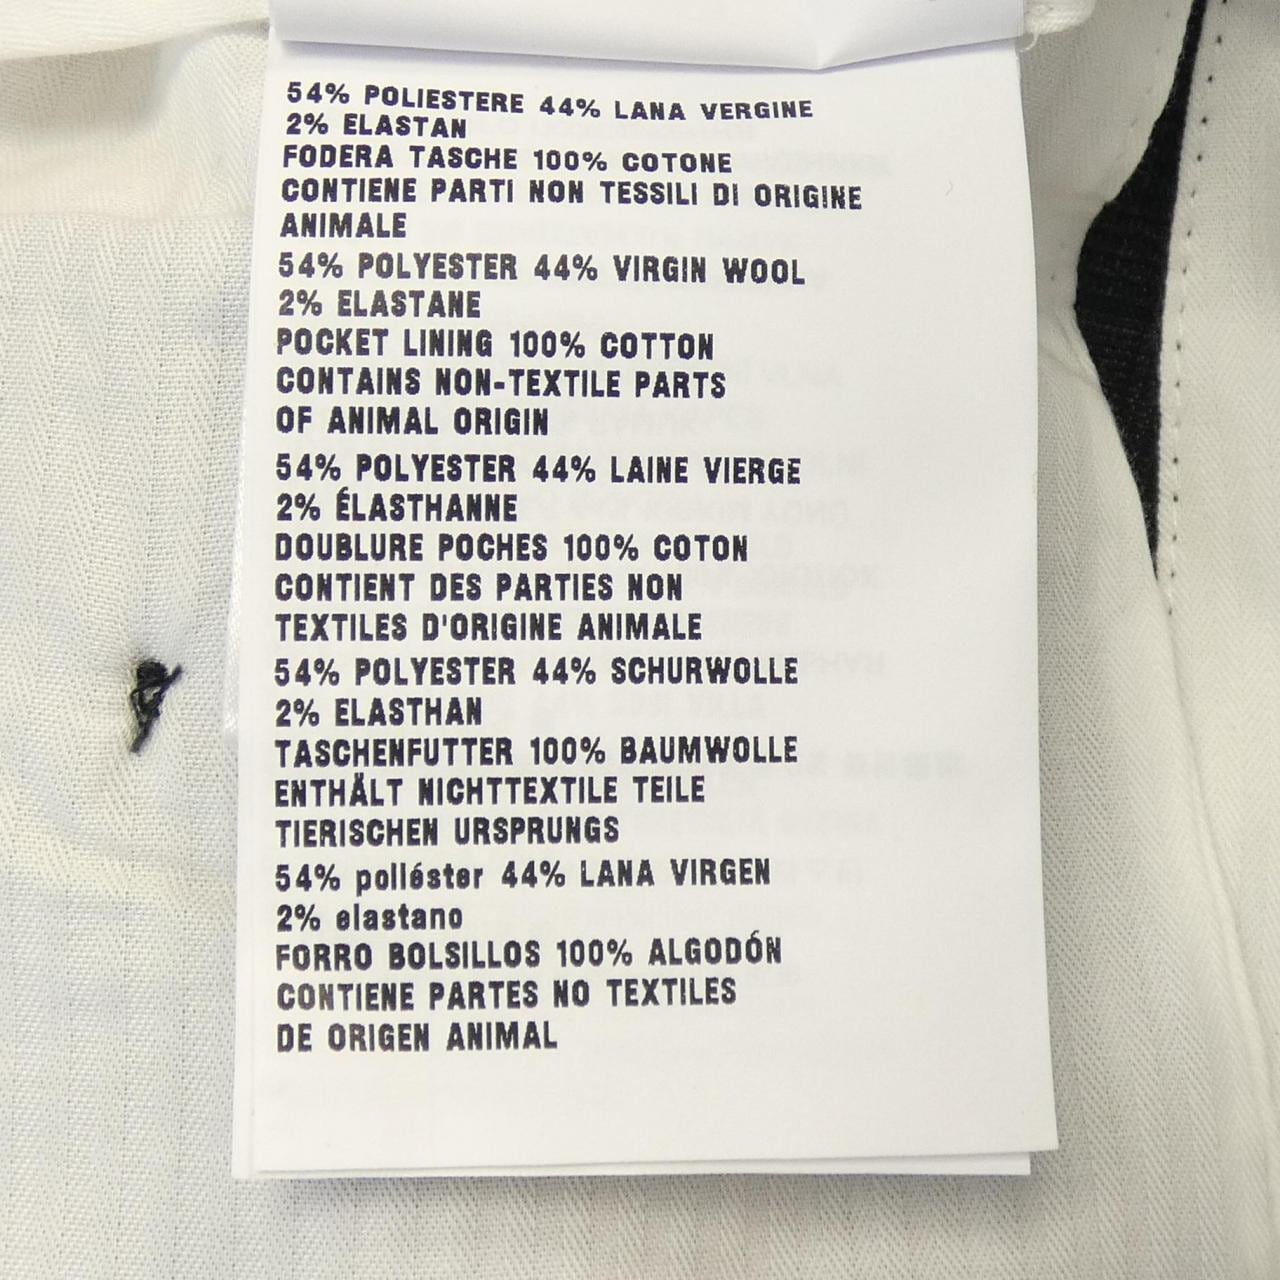 54% POLIESTERE 44% LANA VERGINE
2% ELASTAN
FODERA TASCHE 100% COTONE
CONTIENE PARTI NON TESSILI DI ORIGINE
ANIMALE
54% POLYESTER 44% VIRGIN WOOL
2% ELASTANE
POCKET LINING 100% COTTON
CONTAINS NON-TEXTILE PARTS
OF ANIMAL ORIGIN
54% POLYESTER 44% LAINE VIERGE
2% ÉLASTHANNE
DOUBLURE POCHES 100% COTON
CONTIENT DES PARTIES NON
TEXTILES D'ORIGINE ANIMALE
54% POLYESTER 44% SCHURWOLLE
2% ELASTHAN
TASCHENFUTTER 100% BAUMWOLLE
ENTHÄLT NICHTTEXTILE TEILE
TIERISCHEN URSPRUNGS
54% poliéster 44% LANA VIRGEN
2% elastano
FORRO BOLSILLOS 100% ALGODÓN
CONTIENE PARTES NO TEXTILES
DE ORIGEN ANIMAL